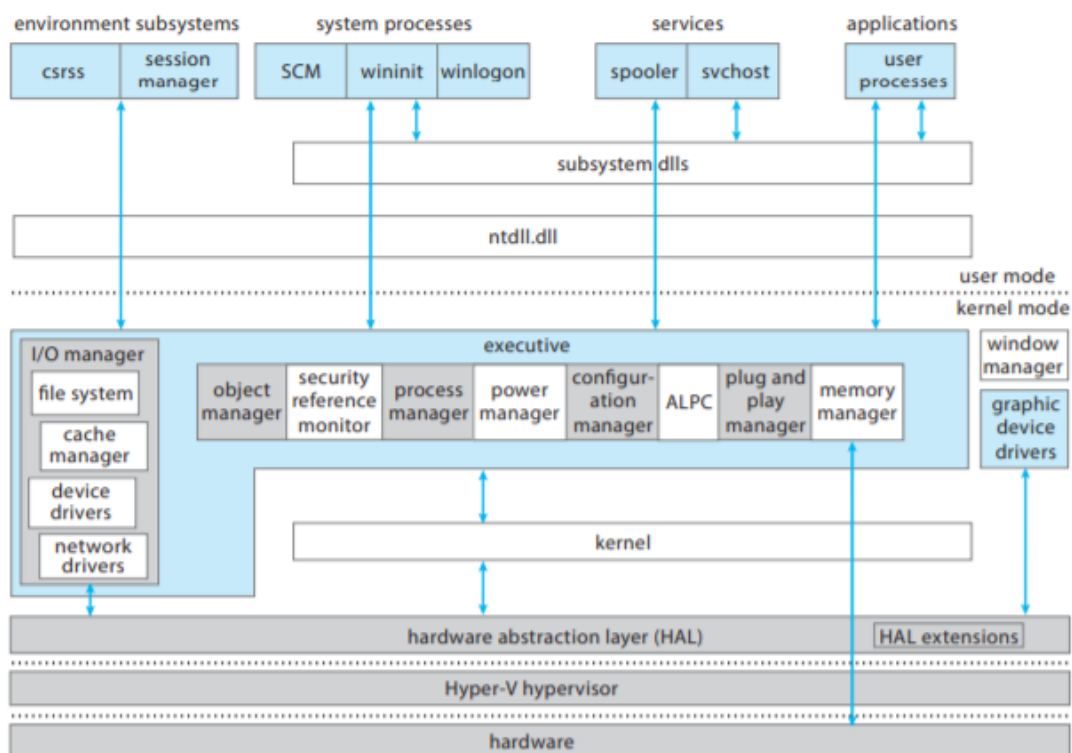 environment subsystems
system processes
services
applications
csrss
session
manager
SCM
wininit
winlogon
spooler
svchost
user
processes
subsystem dlls
ntdll.dll
user mode
kernel mode
executive
I/O manager
file system
cache
manager
device
drivers
network
drivers
object
manager
security
reference
monitor
process
manager
power
manager
configur-
ation
manager
ALPC
plug and
play
manager
memory
manager
window
manager
graphic
device
drivers
kernel
hardware abstraction layer (HAL)
HAL extensions
Hyper-V hypervisor
hardware